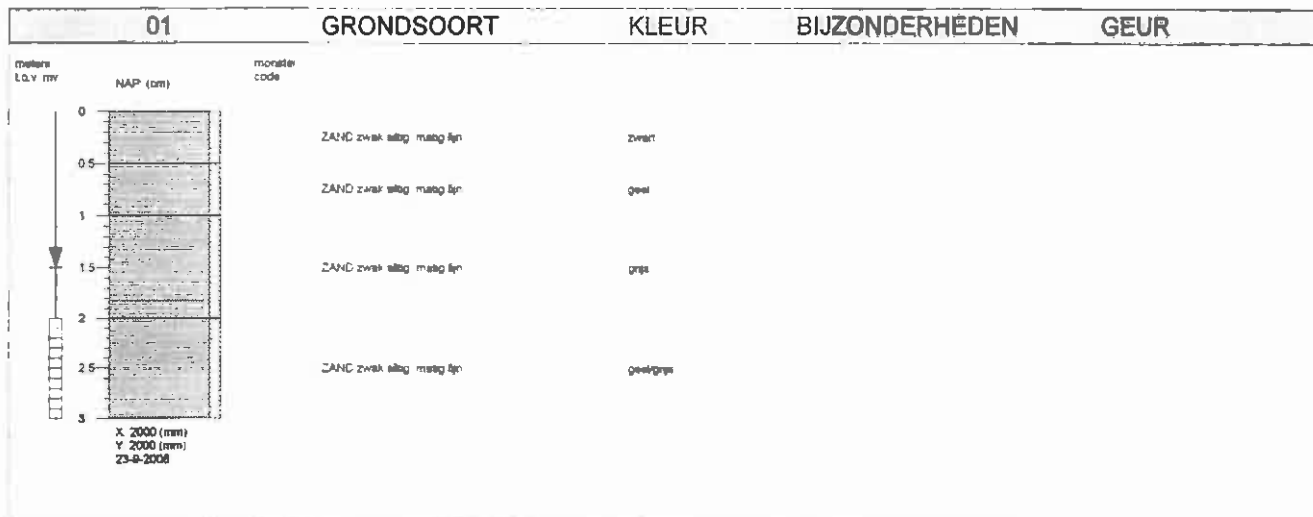 01 GRONDSOORT KLEUR BIJZONDERHEDEN GEUR
meters
t.o.v. mv
NAP (cm)
monster
code
0
ZAND zwak siltig matig fijn zwart
0.5
ZAND zwak siltig matig fijn geel
1
1.5 ZAND zwak siltig matig fijn grijs
2
2.5 ZAND zwak siltig matig fijn geel/grijs
3
X. 2000 (mm)
Y. 2000 (mm)
23-9-2008